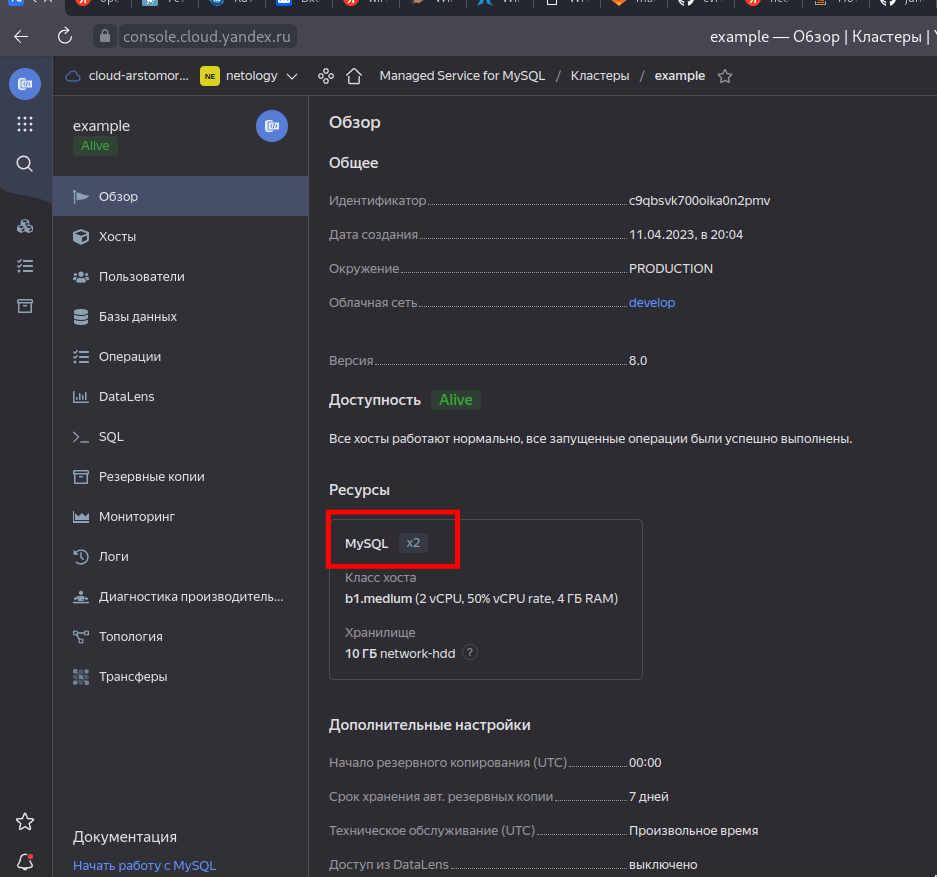 console.cloud.yandex.ru
example — Обзор | Кластеры |
cloud-arstomor... NE netology Managed Service for MySQL / Кластеры / example
example
Alive
Обзор
Хосты
Пользователи
Базы данных
Операции
DataLens
SQL
Резервные копии
Мониторинг
Логи
Диагностика производитель...
Топология
Трансферы
Документация
Начать работу с MySQL
Обзор
Общее
Идентификатор c9qbsvk700oika0n2pmv
Дата создания 11.04.2023, в 20:04
Окружение PRODUCTION
Облачная сеть develop
Версия 8.0
Доступность Alive
Все хосты работают нормально, все запущенные операции были успешно выполнены.
Ресурсы
MySQL x2
Класс хоста
b1.medium (2 vCPU, 50% vCPU rate, 4 ГБ RAM)
Хранилище
10 ГБ network-hdd ?
Дополнительные настройки
Начало резервного копирования (UTC) 00:00
Срок хранения авт. резервных копии 7 дней
Техническое обслуживание (UTC) Произвольное время
Доступ из DataLens выключено